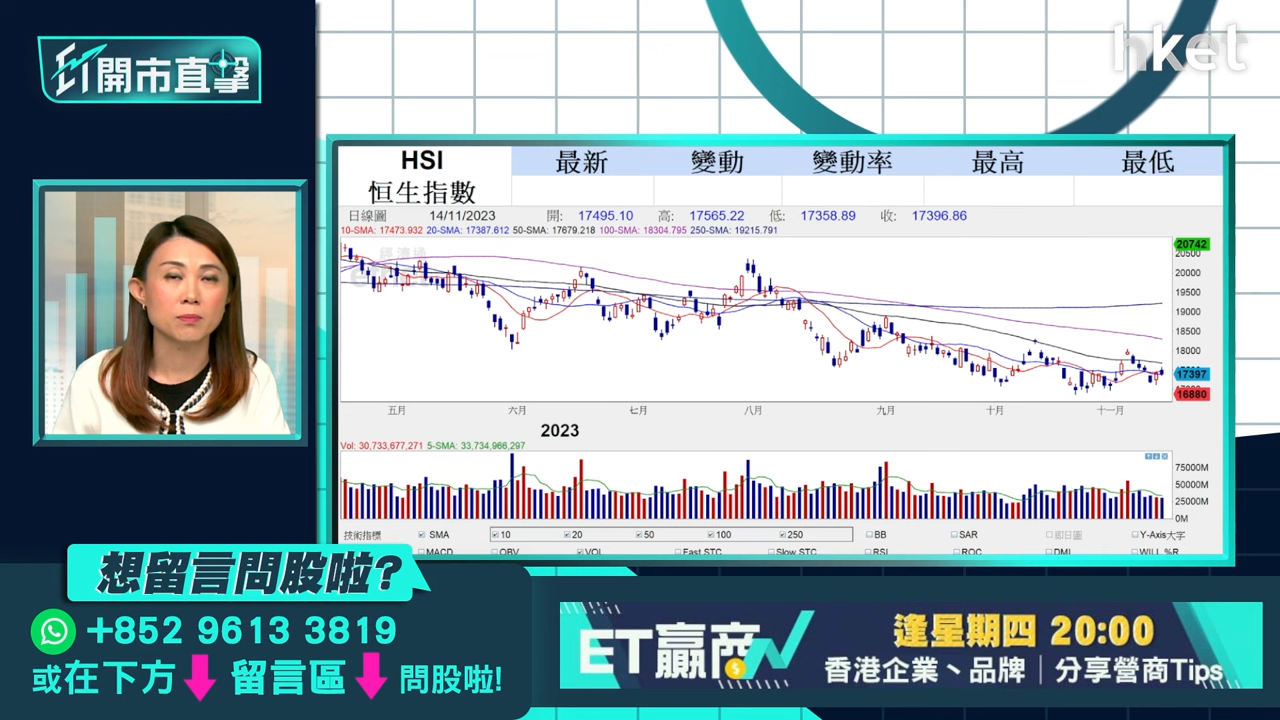 ET開市直擊
hket
HSI 最新 變動 變動率 最高 最低
恒生指數
日線圖 14/11/2023 開: 17495.10 高: 17565.22 低: 17358.89 收: 17396.86
10-SMA: 17473.932 20-SMA: 17387.612 50-SMA: 17679.218 100-SMA: 18304.795 250-SMA: 19215.791
經濟通
20742
20500
20000
19500
19000
18500
18000
17397
16880
五月 六月 七月 八月 九月 十月 十一月
2023
Vol: 30,733,677,271 5-SMA: 33,734,966,297
75000M
50000M
25000M
0M
技術指標 SMA 10 20 50 100 250 BB SAR 即日圖 Y-Axis大字
MACD OBV VOL Fast STC Slow STC RSI ROC DMI WILL %R
想留言問股啦?
+852 9613 3819
或在下方 留言區 問股啦!
ET贏商
逢星期四 20:00
香港企業、品牌｜分享營商Tips